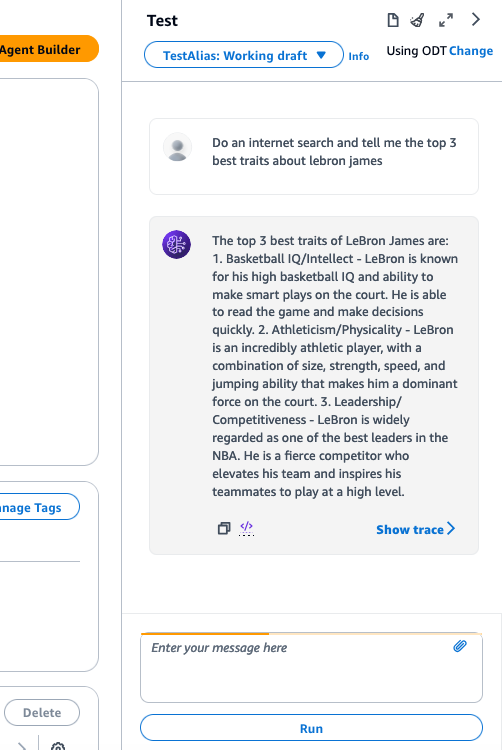 Agent Builder
nage Tags
Delete
Test
TestAlias: Working draft
Info
Using ODT Change
Do an internet search and tell me the top 3
best traits about lebron james
The top 3 best traits of LeBron James are:
1. Basketball IQ/Intellect - LeBron is known
for his high basketball IQ and ability to
make smart plays on the court. He is able
to read the game and make decisions
quickly. 2. Athleticism/Physicality - LeBron
is an incredibly athletic player, with a
combination of size, strength, speed, and
jumping ability that makes him a dominant
force on the court. 3. Leadership/
Competitiveness - LeBron is widely
regarded as one of the best leaders in the
NBA. He is a fierce competitor who
elevates his team and inspires his
teammates to play at a high level.
</>
Show trace
Enter your message here
Run